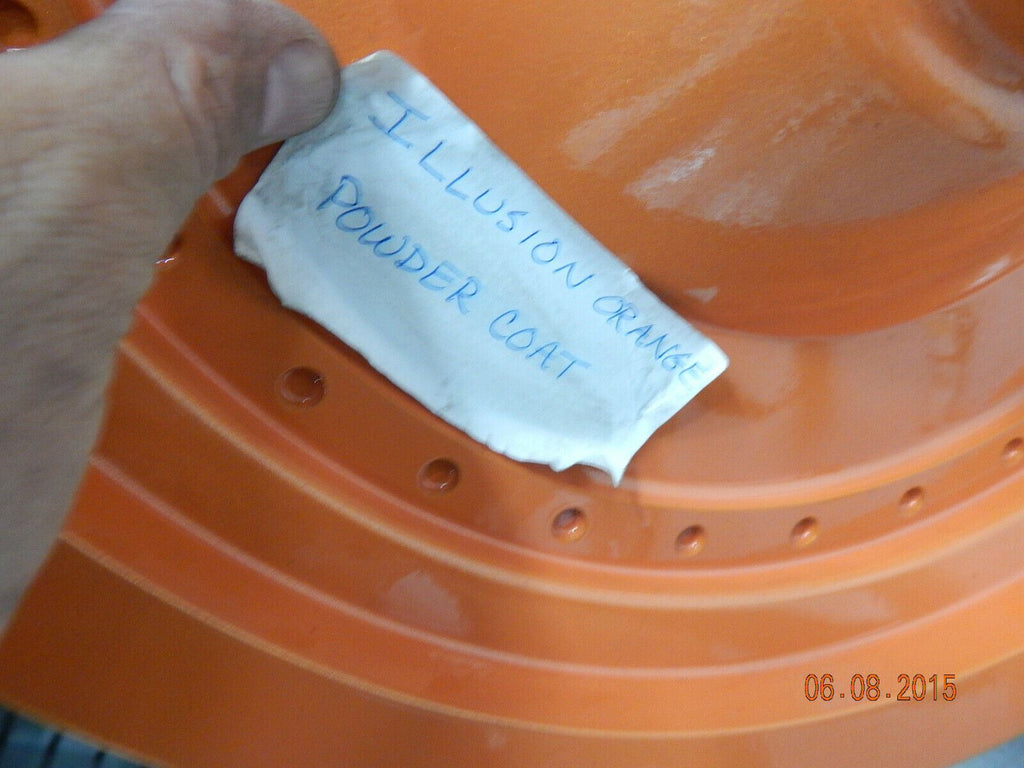 ILLUSION ORANGE
POWDER COAT
06.08.2015